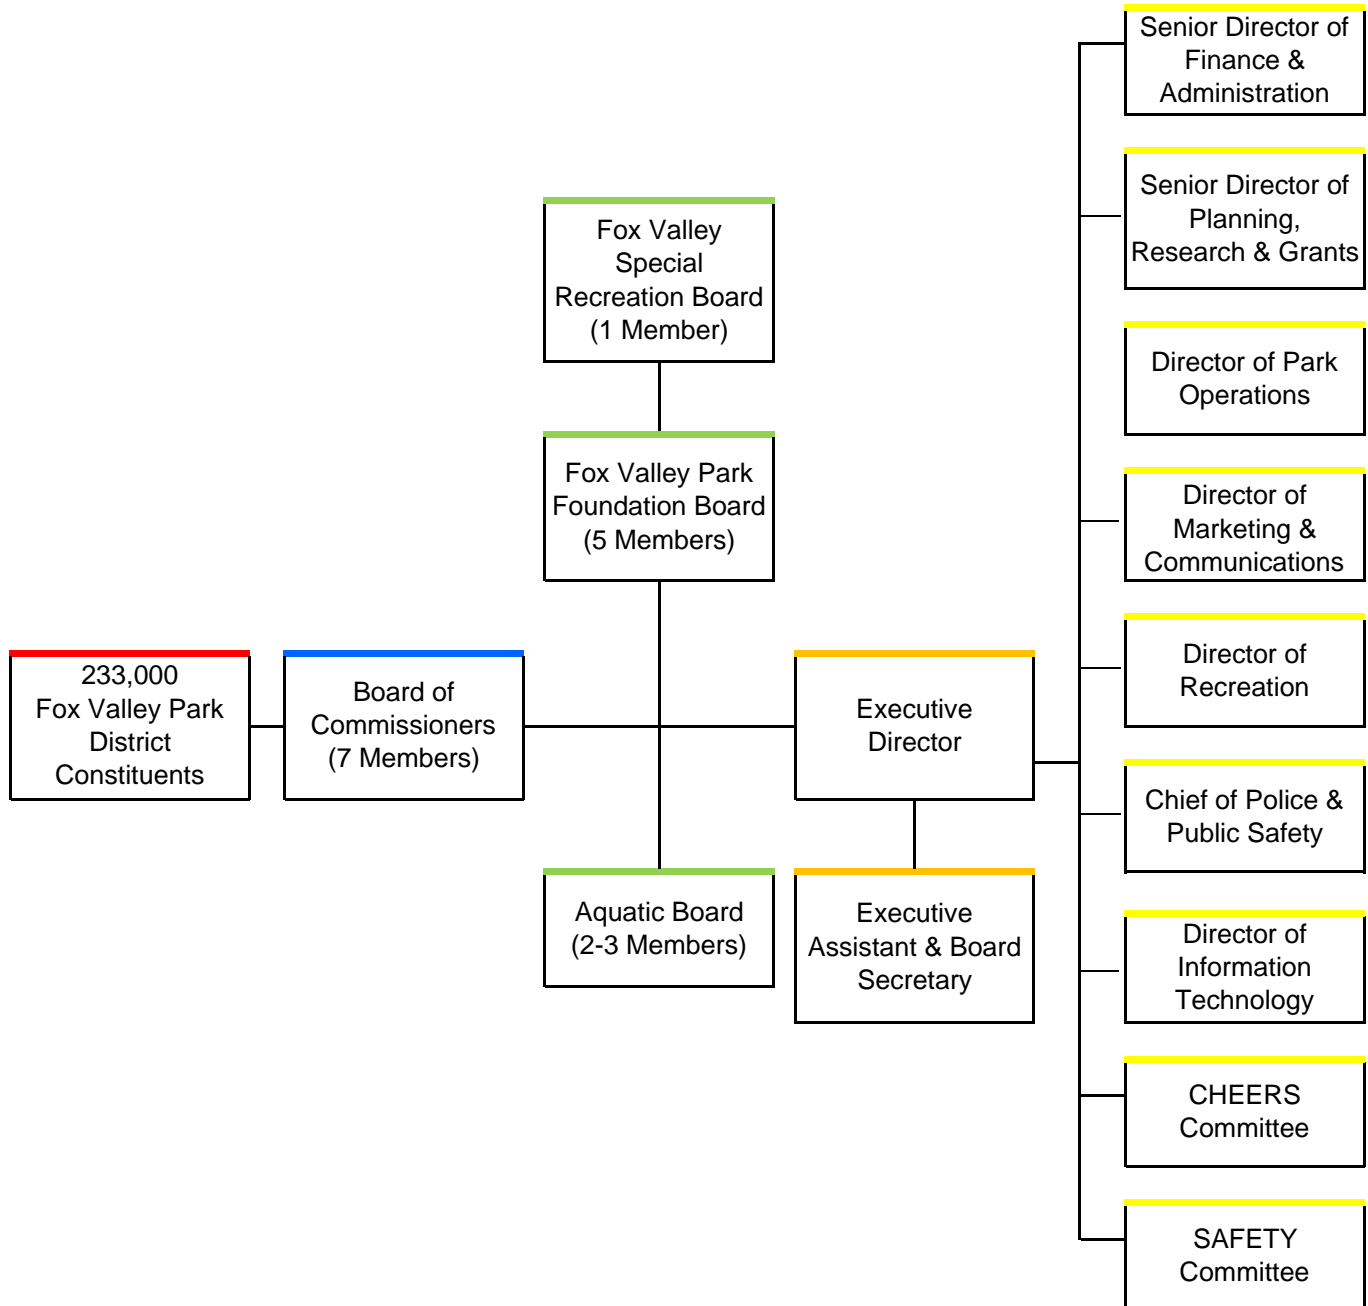 233,000
Fox Valley Park
District
Constituents
Board of
Commissioners
(7 Members)
Fox Valley
Special
Recreation Board
(1 Member)
Fox Valley Park
Foundation Board
(5 Members)
Aquatic Board
(2-3 Members)
Executive
Director
Executive
Assistant & Board
Secretary
Senior Director of
Finance &
Administration
Senior Director of
Planning,
Research & Grants
Director of Park
Operations
Director of
Marketing &
Communications
Director of
Recreation
Chief of Police &
Public Safety
Director of
Information
Technology
CHEERS
Committee
SAFETY
Committee